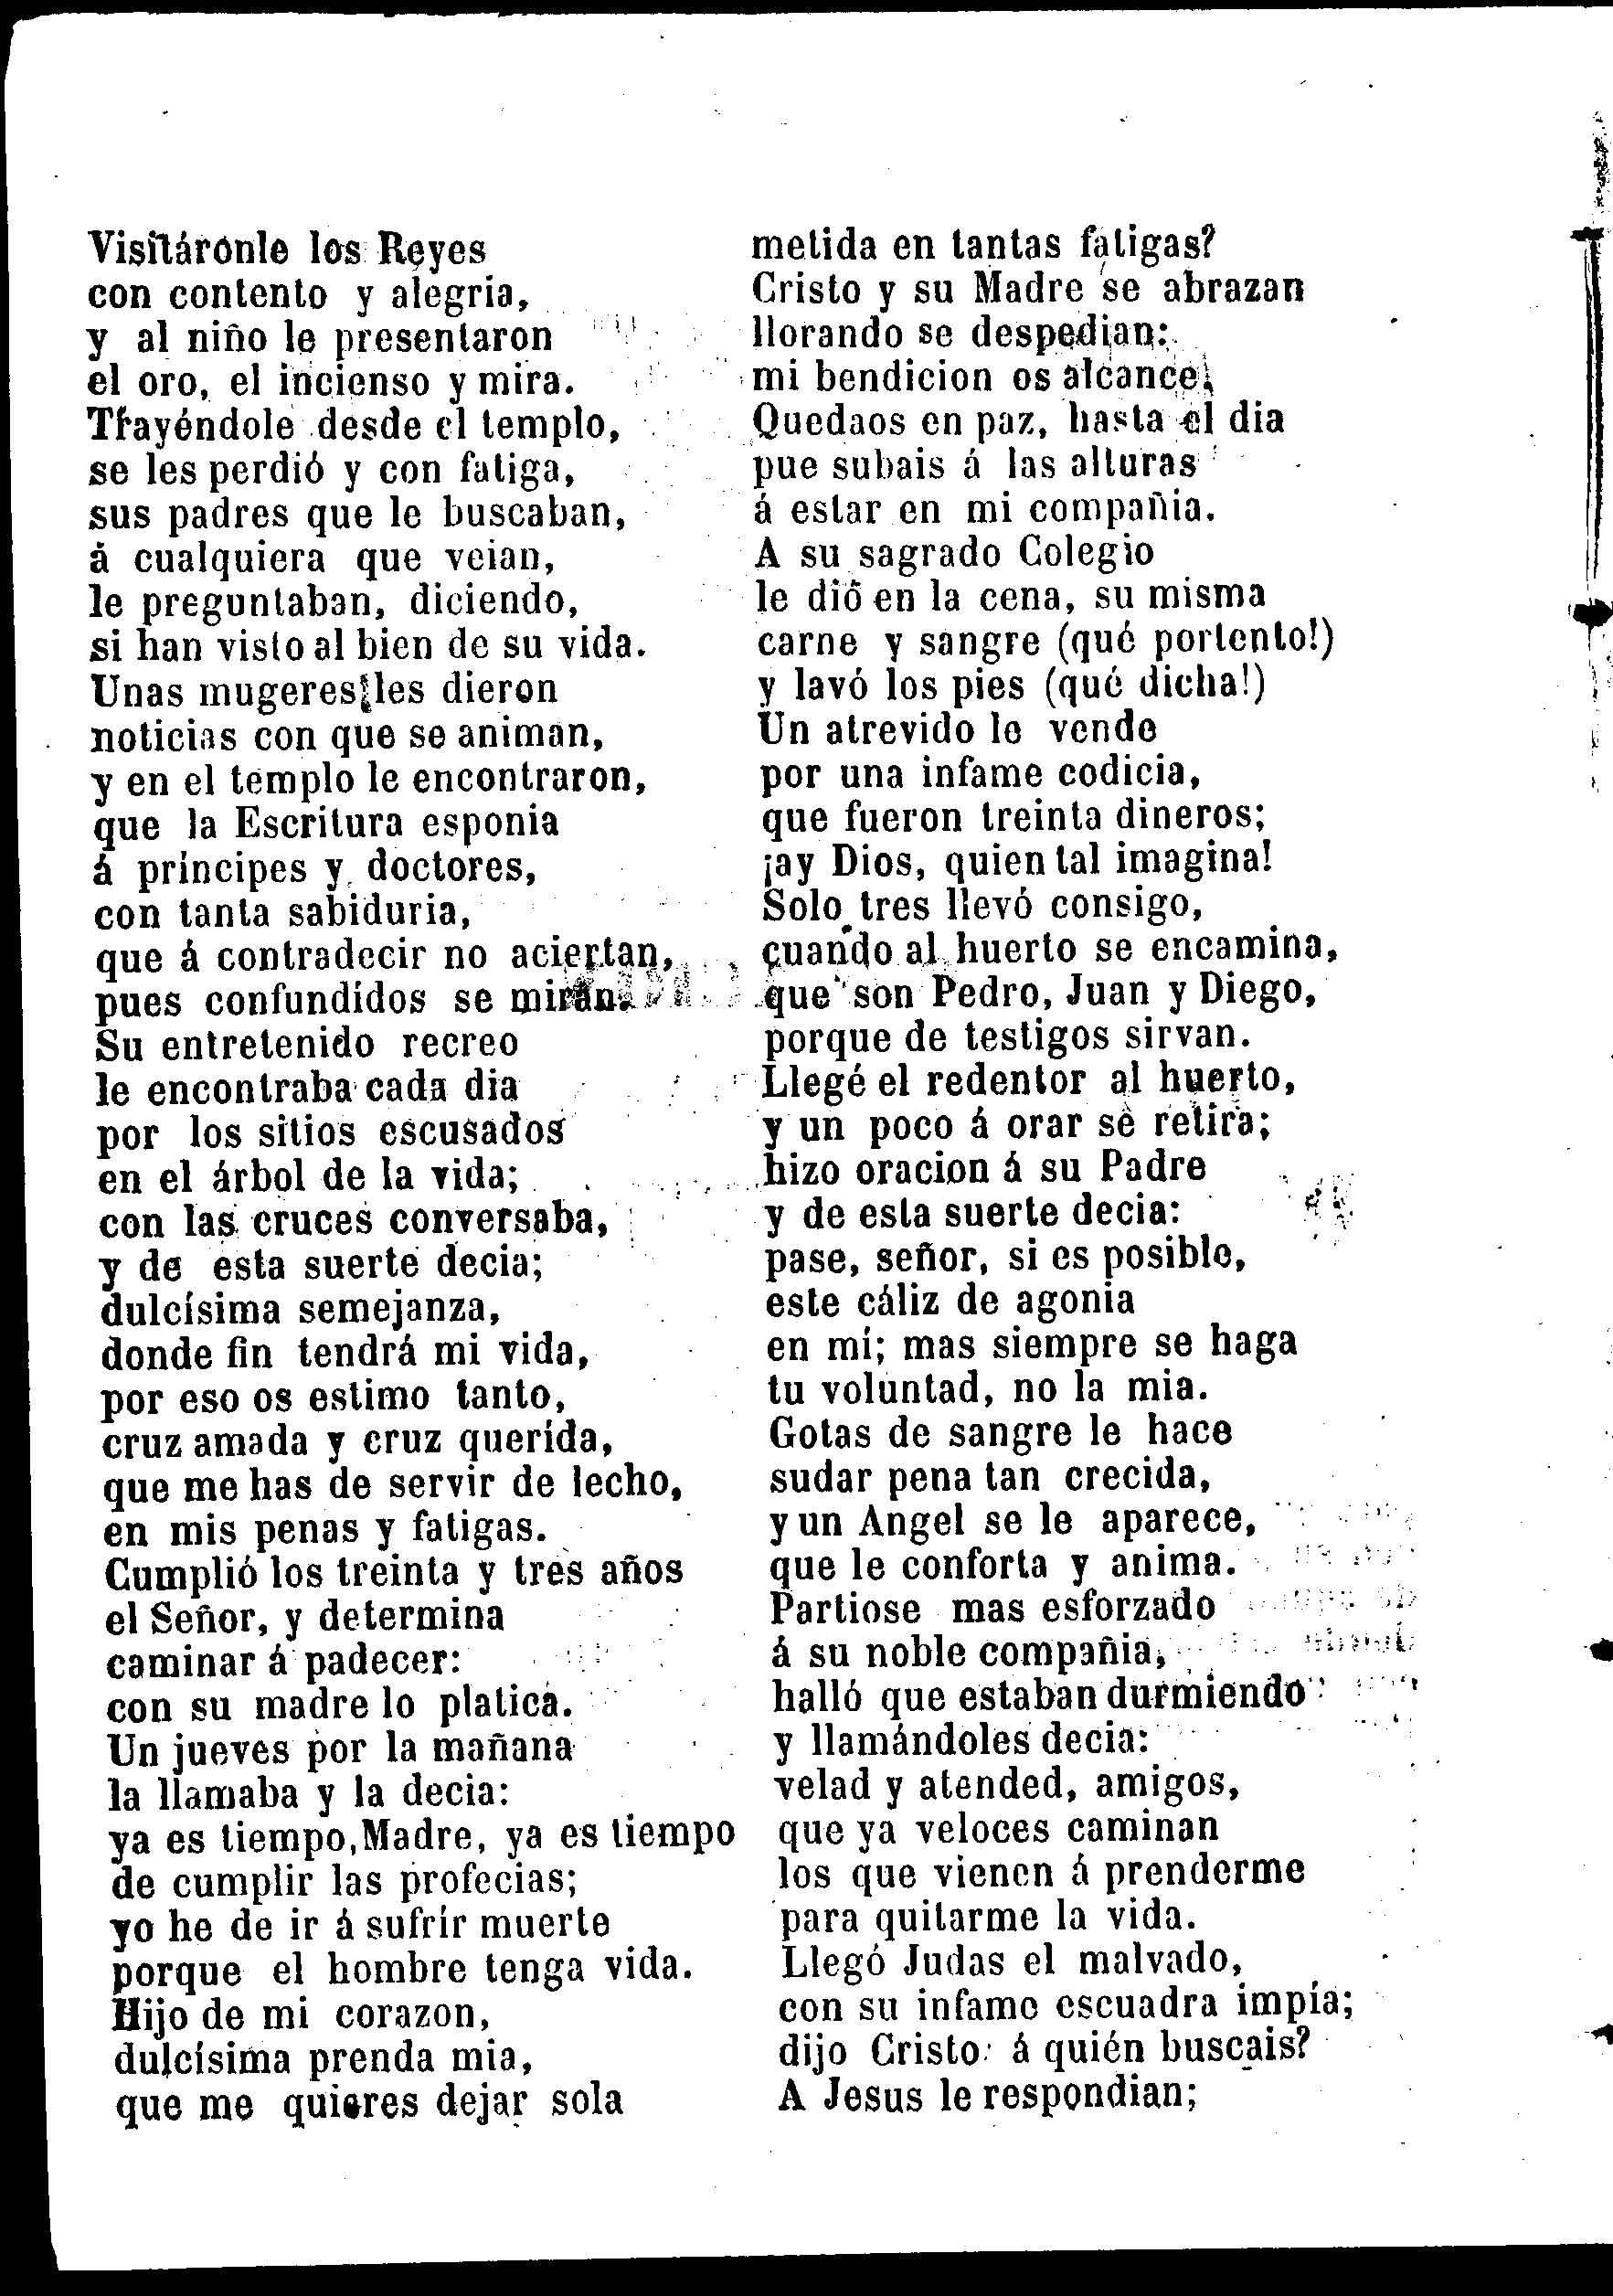 Visitáronle los Reyes
con contento y alegria,
y al niño le presentaron
el oro, el incienso y mira.
Trayéndole desde el templo,
se les perdió y con fatiga,
sus padres que le buscaban,
á cualquiera que veian,
le preguntaban, diciendo,
si han visto al bien de su vida.
Unas mugeres les dieron
noticias con que se animan,
y en el templo le encontraron,
que la Escritura esponia
á príncipes y doctores,
con tanta sabiduria,
que á contradecir no aciertan,
pues confundidos se miran.
Su entretenido recreo
le encontraba cada dia
por los sitios escusados
en el árbol de la vida;
con las cruces conversaba,
y de esta suerte decia;
dulcísima semejanza,
donde fin tendrá mi vida,
por eso os estimo tanto,
cruz amada y cruz querida,
que me has de servir de lecho,
en mis penas y fatigas.
Cumplió los treinta y tres años
el Señor, y determina
caminar á padecer:
con su madre lo platica.
Un jueves por la mañana
la llamaba y la decia:
ya es tiempo, Madre, ya es tiempo
de cumplir las profecias;
yo he de ir á sufrir muerte
porque el hombre tenga vida.
Hijo de mi corazon,
dulcísima prenda mia,
que me quieres dejar sola
metida en tantas fatigas?
Cristo y su Madre se abrazan
llorando se despedian:
mi bendicion os alcance,
Quedaos en paz, hasta el dia
pue subais á las alturas
á estar en mi compañia.
A su sagrado Colegio
le dió en la cena, su misma
carne y sangre (qué portento!)
y lavó los pies (qué dicha!)
Un atrevido le vende
por una infame codicia,
que fueron treinta dineros;
¡ay Dios, quien tal imagina!
Solo tres llevó consigo,
cuando al huerto se encamina,
que son Pedro, Juan y Diego,
porque de testigos sirvan.
Llegé el redentor al huerto,
y un poco á orar se retira;
hizo oracion á su Padre
y de esta suerte decia:
pase, señor, si es posible,
este cáliz de agonia
en mí; mas siempre se haga
tu voluntad, no la mia.
Gotas de sangre le hace
sudar pena tan crecida,
y un Angel se le aparece,
que le conforta y anima.
Partiose mas esforzado
á su noble compañia,
halló que estaban durmiendo
y llamándoles decia:
velad y atended, amigos,
que ya veloces caminan
los que vienen á prenderme
para quitarme la vida.
Llegó Judas el malvado,
con su infame escuadra impía;
dijo Cristo: á quién buscais?
A Jesus le respondian;